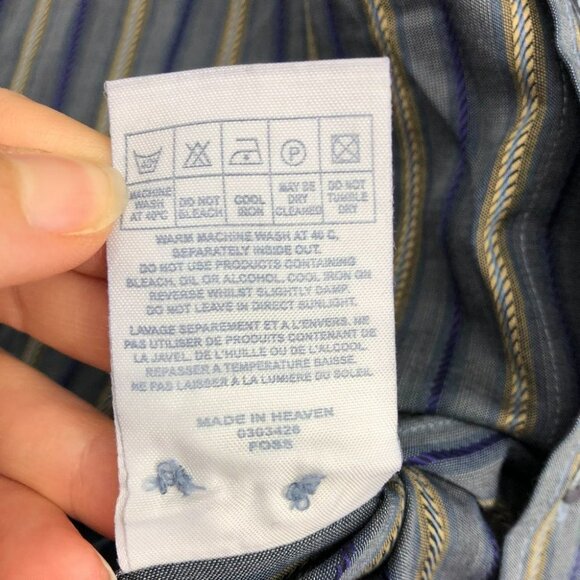 40°
P
MACHINE WASH AT 40°C
DO NOT BLEACH
COOL IRON
MAY BE DRY CLEANED
DO NOT TUMBLE DRY
WARM MACHINE WASH AT 40 C,
SEPARATELY INSIDE OUT.
DO NOT USE PRODUCTS CONTAINING
BLEACH, OIL OR ALCOHOL. COOL IRON ON
REVERSE WHILST SLIGHTLY DAMP.
DO NOT LEAVE IN DIRECT SUNLIGHT.
LAVAGE SEPAREMENT ET A L'ENVERS. NE
PAS UTILISER DE PRODUITS CONTENANT DE
LA JAVEL, DE L'HUILE OU DE L'ALCOOL.
REPASSER A TEMPERATURE BAISSE.
NE PAS LAISSER À LA LUMIERE DU SOLEIL.
MADE IN HEAVEN
0303426
FOSS